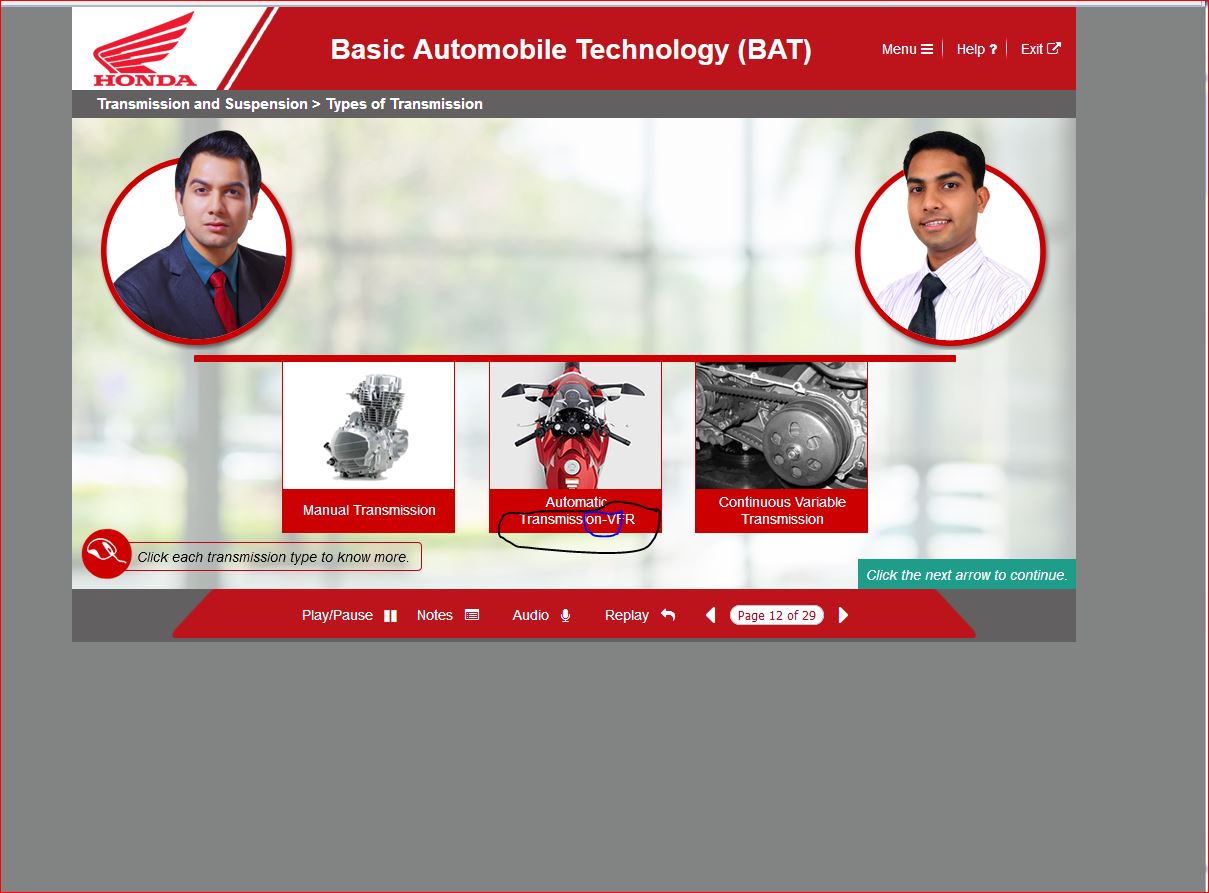 HONDA
Basic Automobile Technology (BAT)
Menu
Help ?
Exit
Transmission and Suspension > Types of Transmission
Manual Transmission
Automatic
Transmission-VFR
Continuous Variable
Transmission
Click each transmission type to know more.
Click the next arrow to continue.
Play/Pause
Notes
Audio
Replay
Page 12 of 29